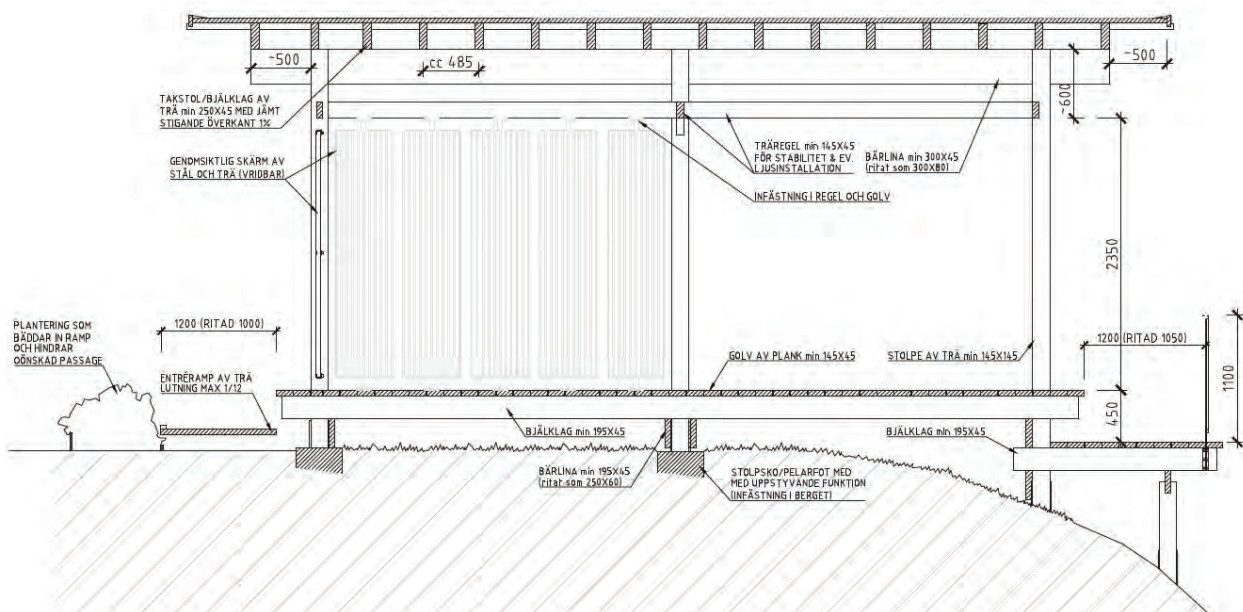 ~500
cc 485
~500
~600
TAKSTOL/BJÄLKLAG AV
TRÄ min 250X45 MED JÄMT
STIGANDE ÖVERKANT 1%
GENOMSIKTLIG SKÄRM AV
STÅL OCH TRÄ (VRIDBAR)
TRÄREGEL min 145X45
FÖR STABILITET & EV.
LJUSINSTALLATION
BÄRLINA min 300X45
(ritat som 300X80)
INFÄSTNING I REGEL OCH GOLV
2350
PLANTERING SOM
BÄDDAR IN RAMP
OCH HINDRAR
OÖNSKAD PASSAGE
1200 (RITAD 1000)
ENTRÉRAMP AV TRÄ
LUTNING MAX 1/12
GOLV AV PLANK min 145X45
STOLPE AV TRÄ min 145X145
1200 (RITAD 1050)
1100
450
BJÄLKLAG min 195X45
BJÄLKLAG min 195X45
BÄRLINA min 195X45
(ritat som 250X60)
STOLPSKO/PELARFOT MED
MED UPPSTYVANDE FUNKTION
(INFÄSTNING I BERGET)